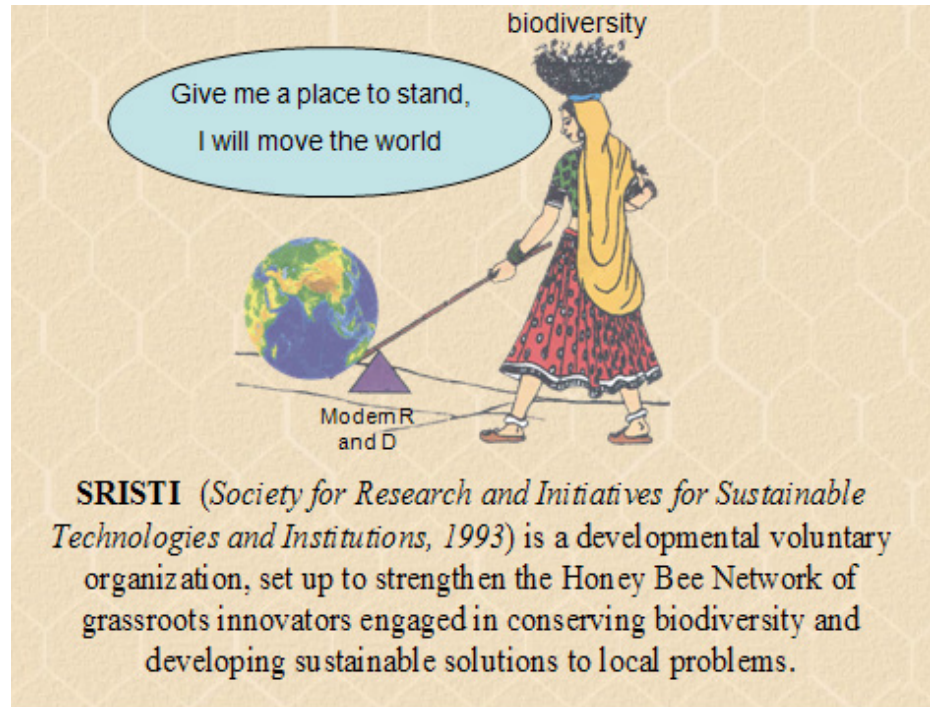 biodiversity
Give me a place to stand,
I will move the world
Modern R
and D
SRISTI (Society for Research and Initiatives for Sustainable
Technologies and Institutions, 1993) is a developmental voluntary
organization, set up to strengthen the Honey Bee Network of
grassroots innovators engaged in conserving biodiversity and
developing sustainable solutions to local problems.